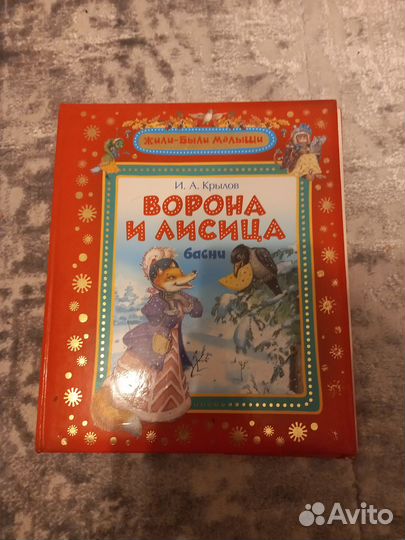 Жили-были малыши
И. А. Крылов
ВОРОНА
И ЛИСИЦА
басни
Avito